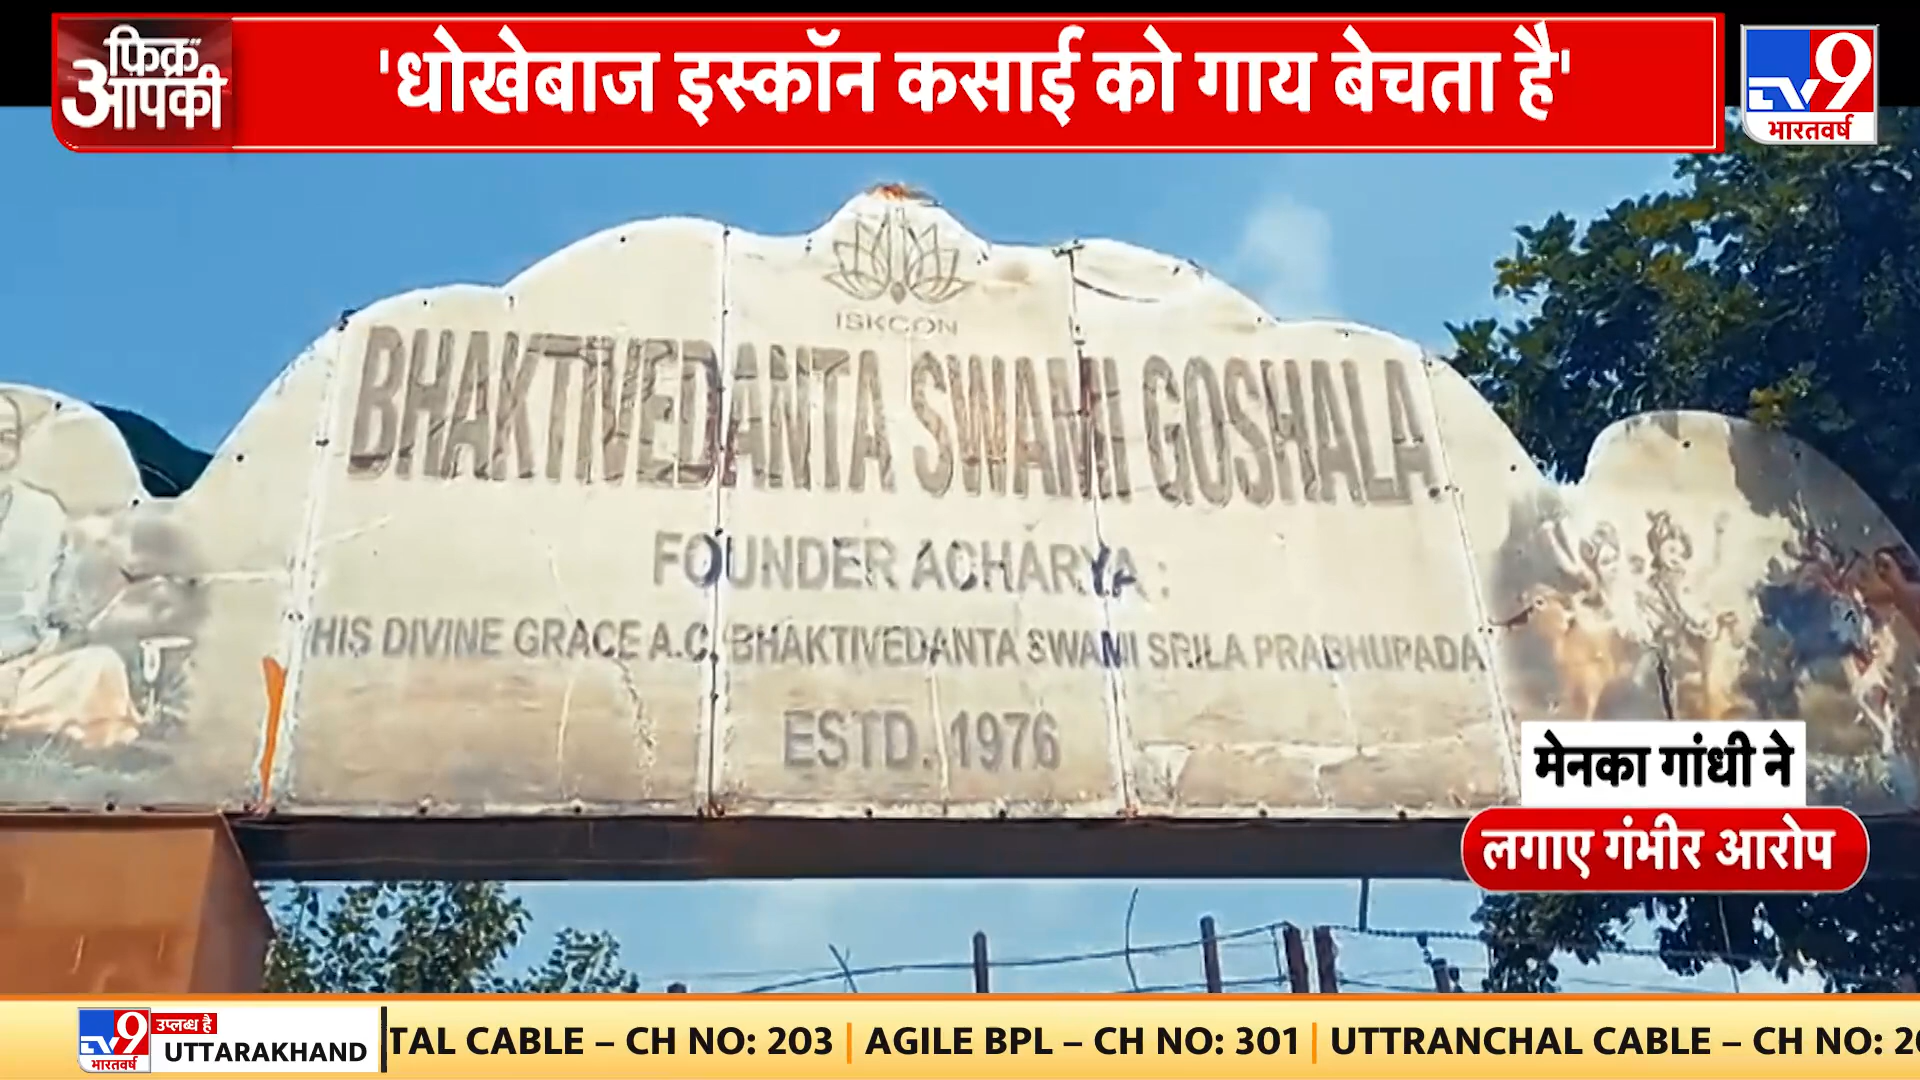 फिक्र आपकी
'धोखेबाज इस्कॉन कसाई को गाय बेचता है'
TV9
भारतवर्ष
ISKCON
BHAKTIVEDANTA SWAMI GOSHALA
FOUNDER ACHARYA :
HIS DIVINE GRACE A.C. BHAKTIVEDANTA SWAMI SRILA PRABHUPADA
ESTD. 1976
मेनका गांधी ने
लगाए गंभीर आरोप
TV9 भारतवर्ष उप्लब्ध है
UTTARAKHAND
TAL CABLE – CH NO: 203 | AGILE BPL – CH NO: 301 | UTTRANCHAL CABLE – CH NO: